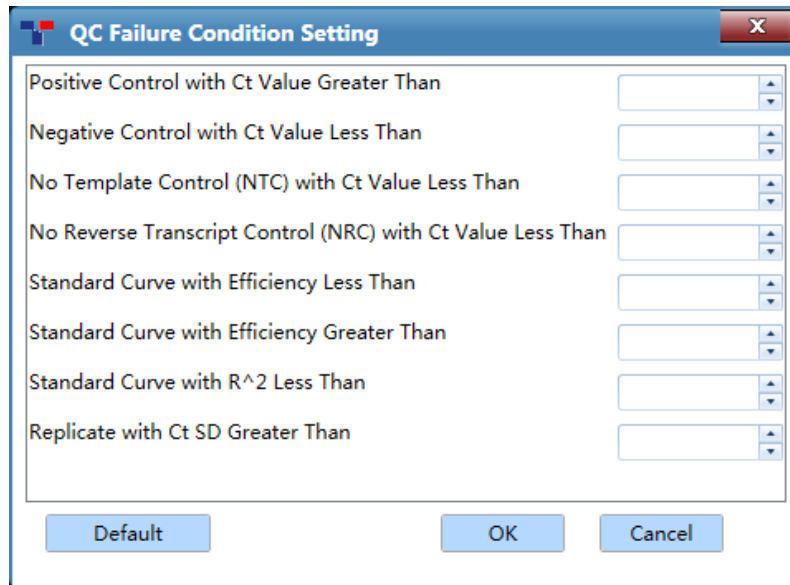 QC Failure Condition Setting
Positive Control with Ct Value Greater Than
Negative Control with Ct Value Less Than
No Template Control (NTC) with Ct Value Less Than
No Reverse Transcript Control (NRC) with Ct Value Less Than
Standard Curve with Efficiency Less Than
Standard Curve with Efficiency Greater Than
Standard Curve with R^2 Less Than
Replicate with Ct SD Greater Than
Default OK Cancel